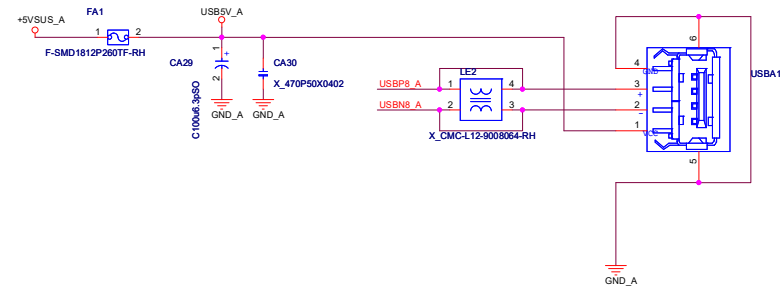 FA1
+5VSUS_A
1
2
USB5V_A
F-SMD1812P260TF-RH
CA29
1
+
2
C100u6.3pSO
GND_A
CA30
X_470P50X0402
GND_A
LE2
USBP8_A
1
4
USBN8_A
2
3
X_CMC-L12-9008064-RH
6
4
GND
3
+
2
-
1
VCC
5
USBA1
GND_A